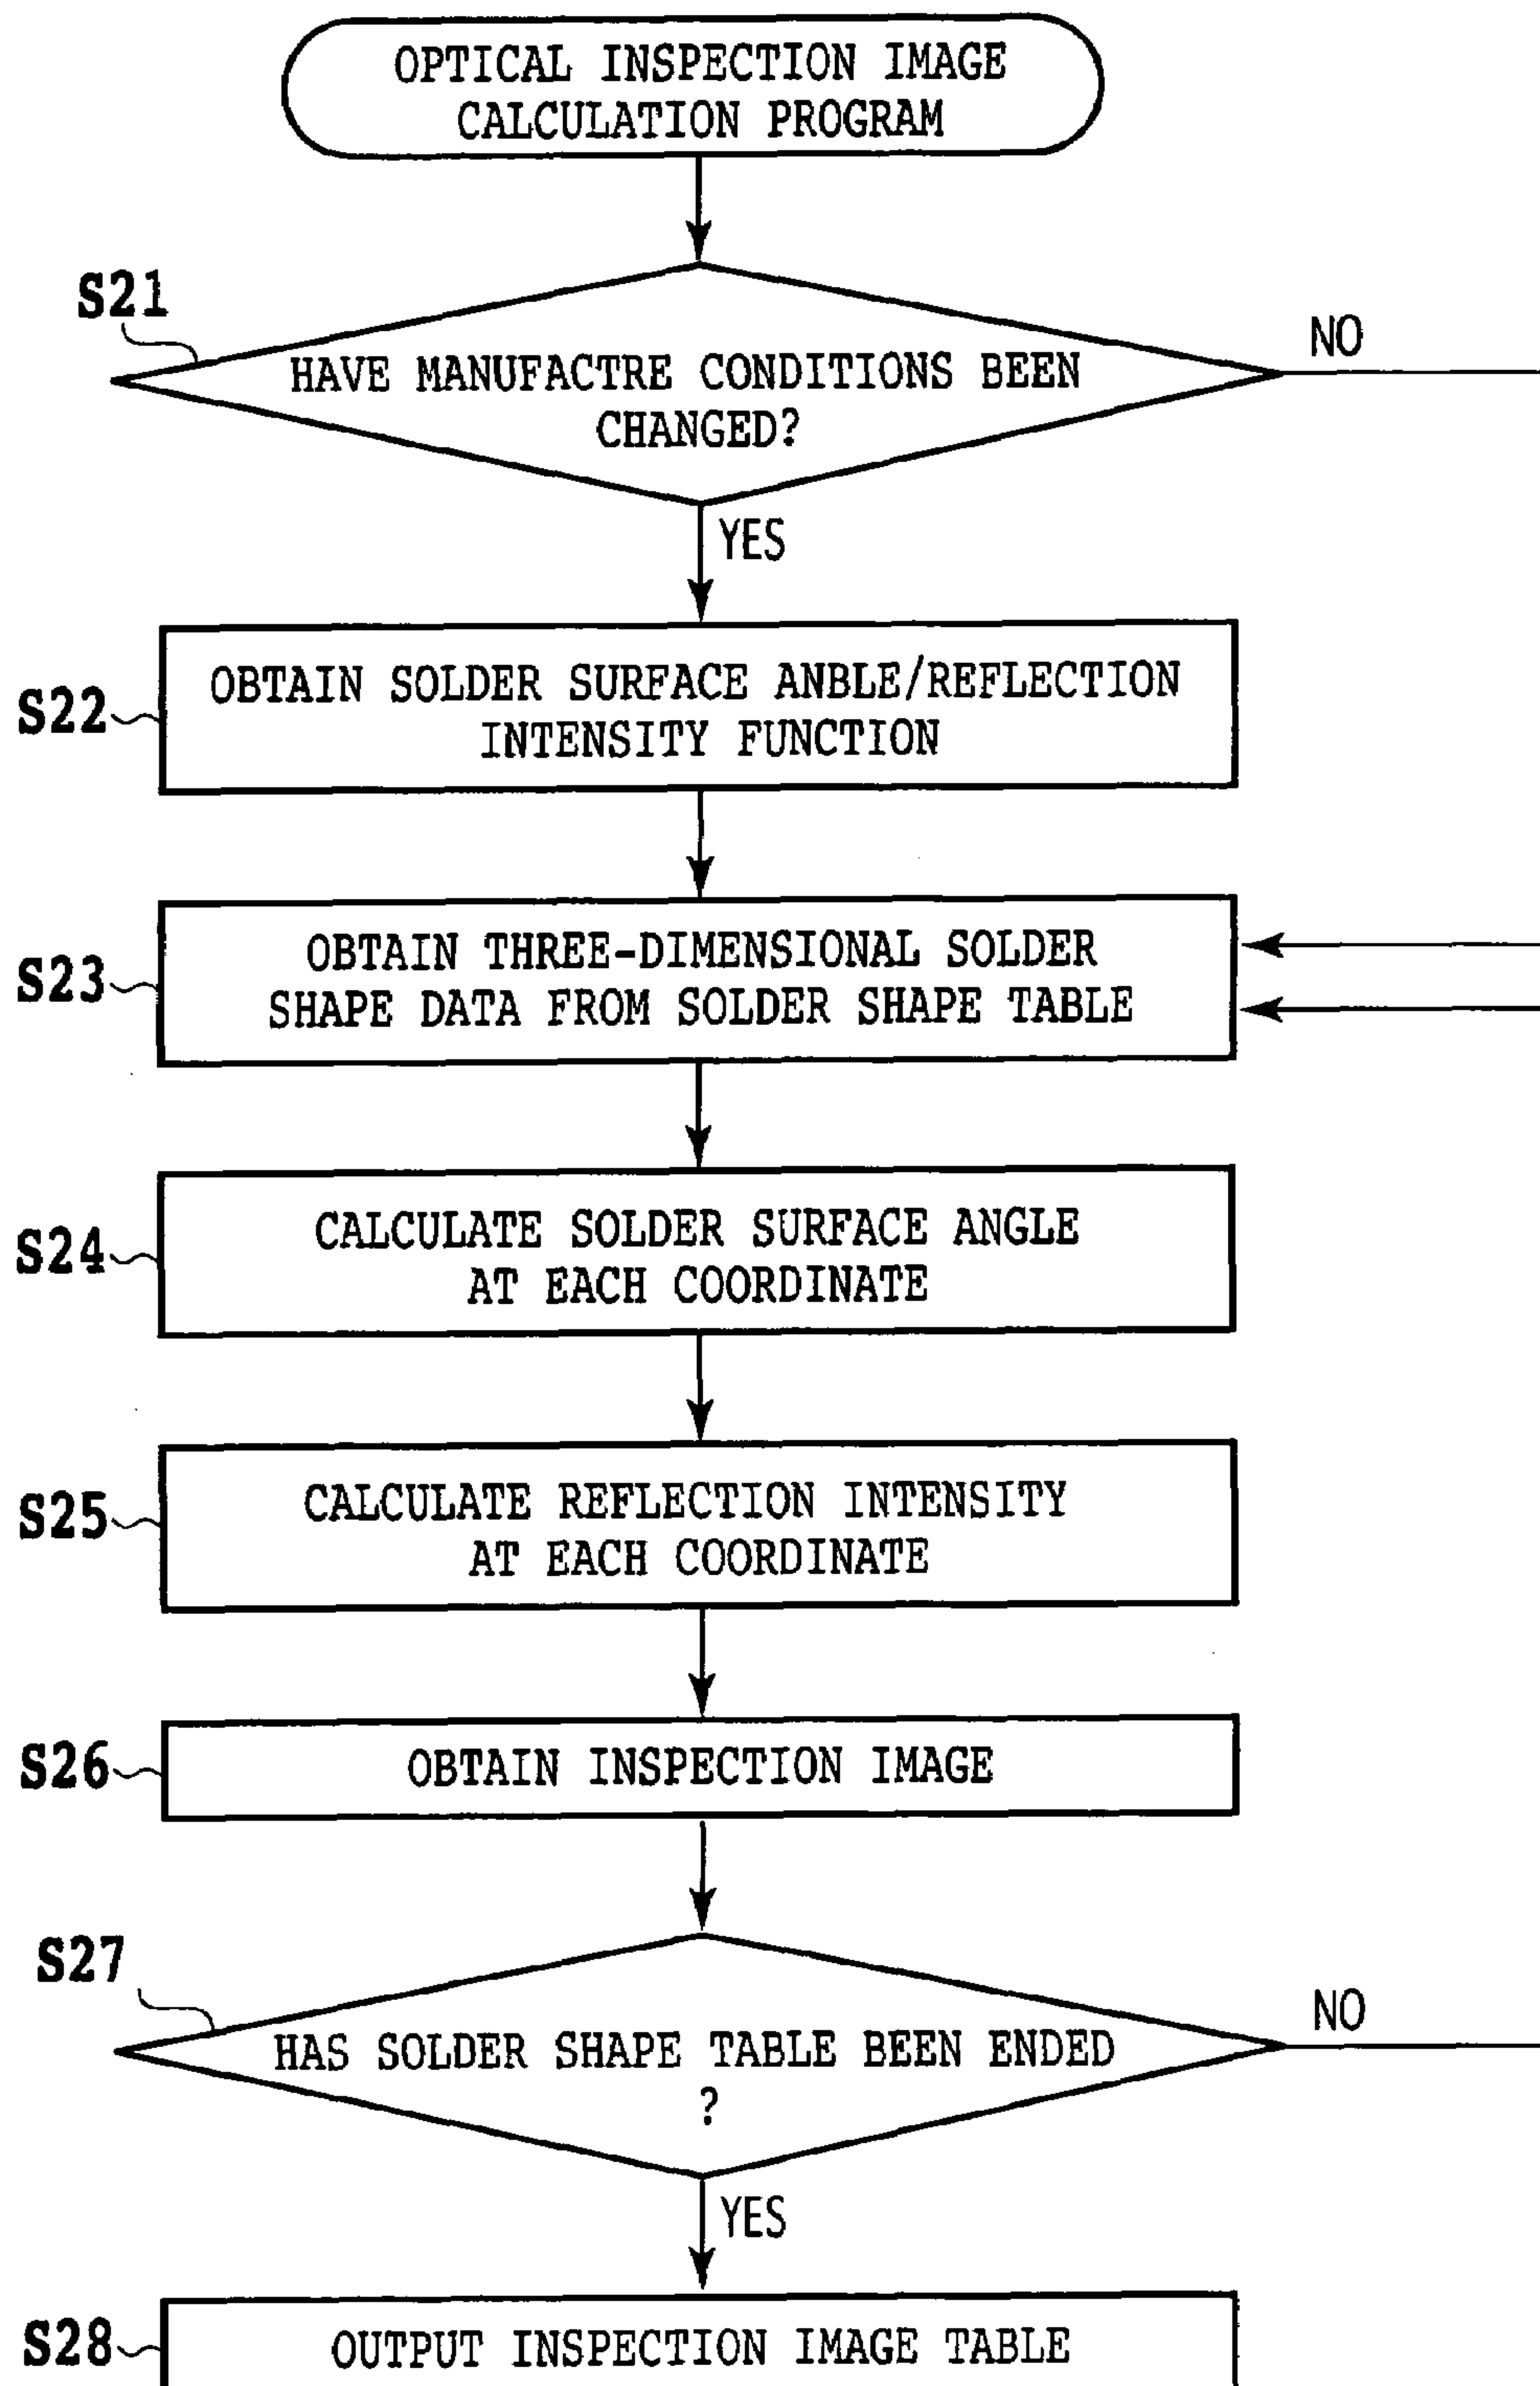 OPTICAL INSPECTION IMAGE
CALCULATION PROGRAM
S21
NO
HAVE MANUFACTRE CONDITIONS BEEN
CHANGED?
YES
S22
OBTAIN SOLDER SURFACE ANBLE/REFLECTION
INTENSITY FUNCTION
S23
OBTAIN THREE-DIMENSIONAL SOLDER
SHAPE DATA FROM SOLDER SHAPE TABLE
S24
CALCULATE SOLDER SURFACE ANGLE
AT EACH COORDINATE
S25
CALCULATE REFLECTION INTENSITY
AT EACH COORDINATE
S26
OBTAIN INSPECTION IMAGE
S27
NO
HAS SOLDER SHAPE TABLE BEEN ENDED
?
YES
S28
OUTPUT INSPECTION IMAGE TABLE